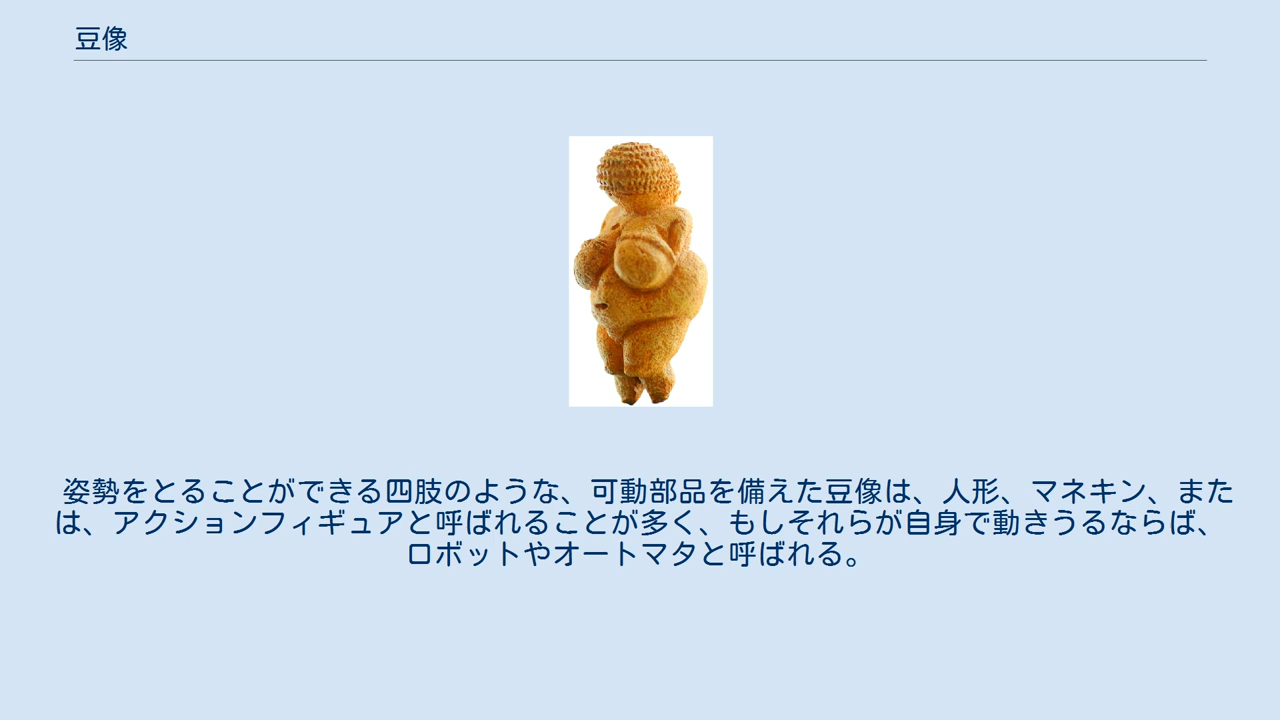 豆像
姿勢をとることができる四肢のような、可動部品を備えた豆像は、人形、マネキン、また
は、アクションフィギュアと呼ばれることが多く、もしそれらが自身で動きうるならば、
ロボットやオートマタと呼ばれる。